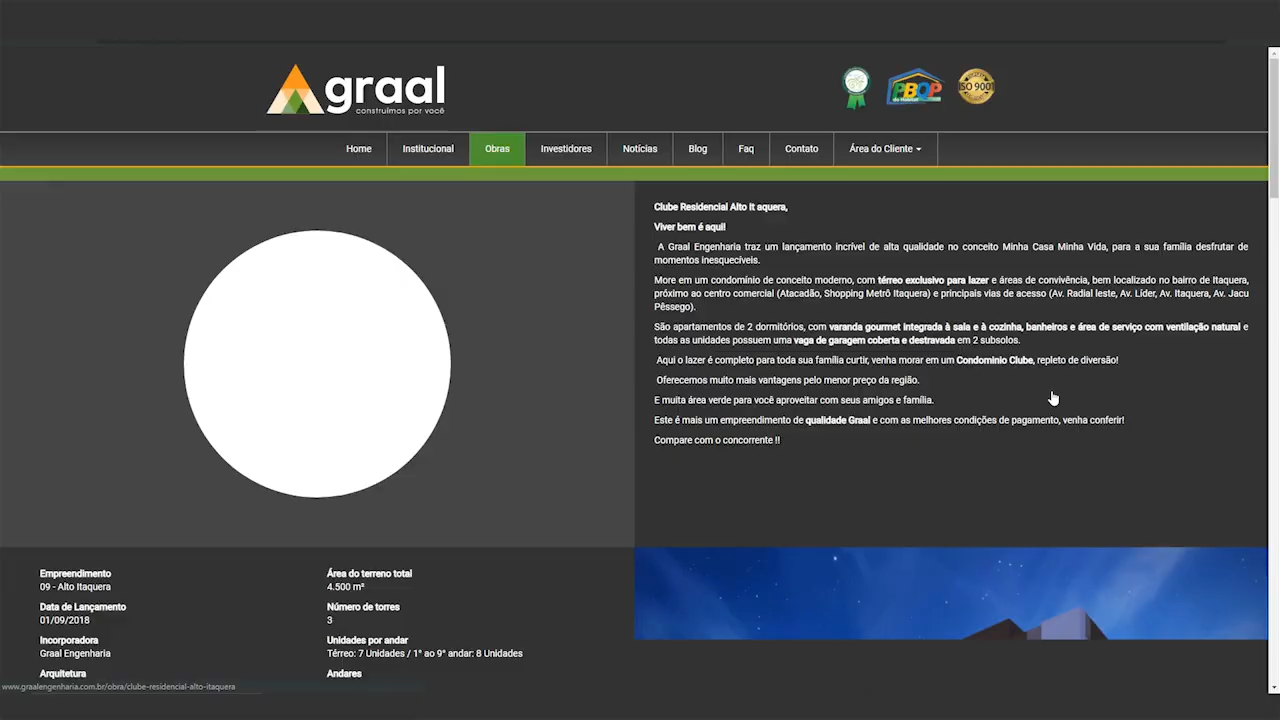 graal
construímos por você
PBQP
do Habitat
ISO 9001
Home
Institucional
Obras
Investidores
Notícias
Blog
Faq
Contato
Área do Cliente
Clube Residencial Alto It aquera,
Viver bem é aqui!
A Graal Engenharia traz um lançamento incrível de alta qualidade no conceito Minha Casa Minha Vida, para a sua família desfrutar de
momentos inesquecíveis.
More em um condomínio de conceito moderno, com térreo exclusivo para lazer e áreas de convivência, bem localizado no bairro de Itaquera,
próximo ao centro comercial (Atacadão, Shopping Metrô Itaquera) e principais vias de acesso (Av. Radial leste, Av. Líder, Av. Itaquera, Av. Jacu
Pêssego).
São apartamentos de 2 dormitórios, com varanda gourmet integrada à sala e à cozinha, banheiros e área de serviço com ventilação natural e
todas as unidades possuem uma vaga de garagem coberta e destravada em 2 subsolos.
Aqui o lazer é completo para toda sua família curtir, venha morar em um Condominio Clube, repleto de diversão!
Oferecemos muito mais vantagens pelo menor preço da região.
E muita área verde para você aproveitar com seus amigos e família.
Este é mais um empreendimento de qualidade Graal e com as melhores condições de pagamento, venha conferir!
Compare com o concorrente !!
Empreendimento
09 - Alto Itaquera
Data de Lançamento
01/09/2018
Incorporadora
Graal Engenharia
Arquitetura
Área do terreno total
4.500 m²
Número de torres
3
Unidades por andar
Térreo: 7 Unidades / 1° ao 9° andar: 8 Unidades
Andares
www.graalengenharia.com.br/obra/clube-residencial-alto-itaquera